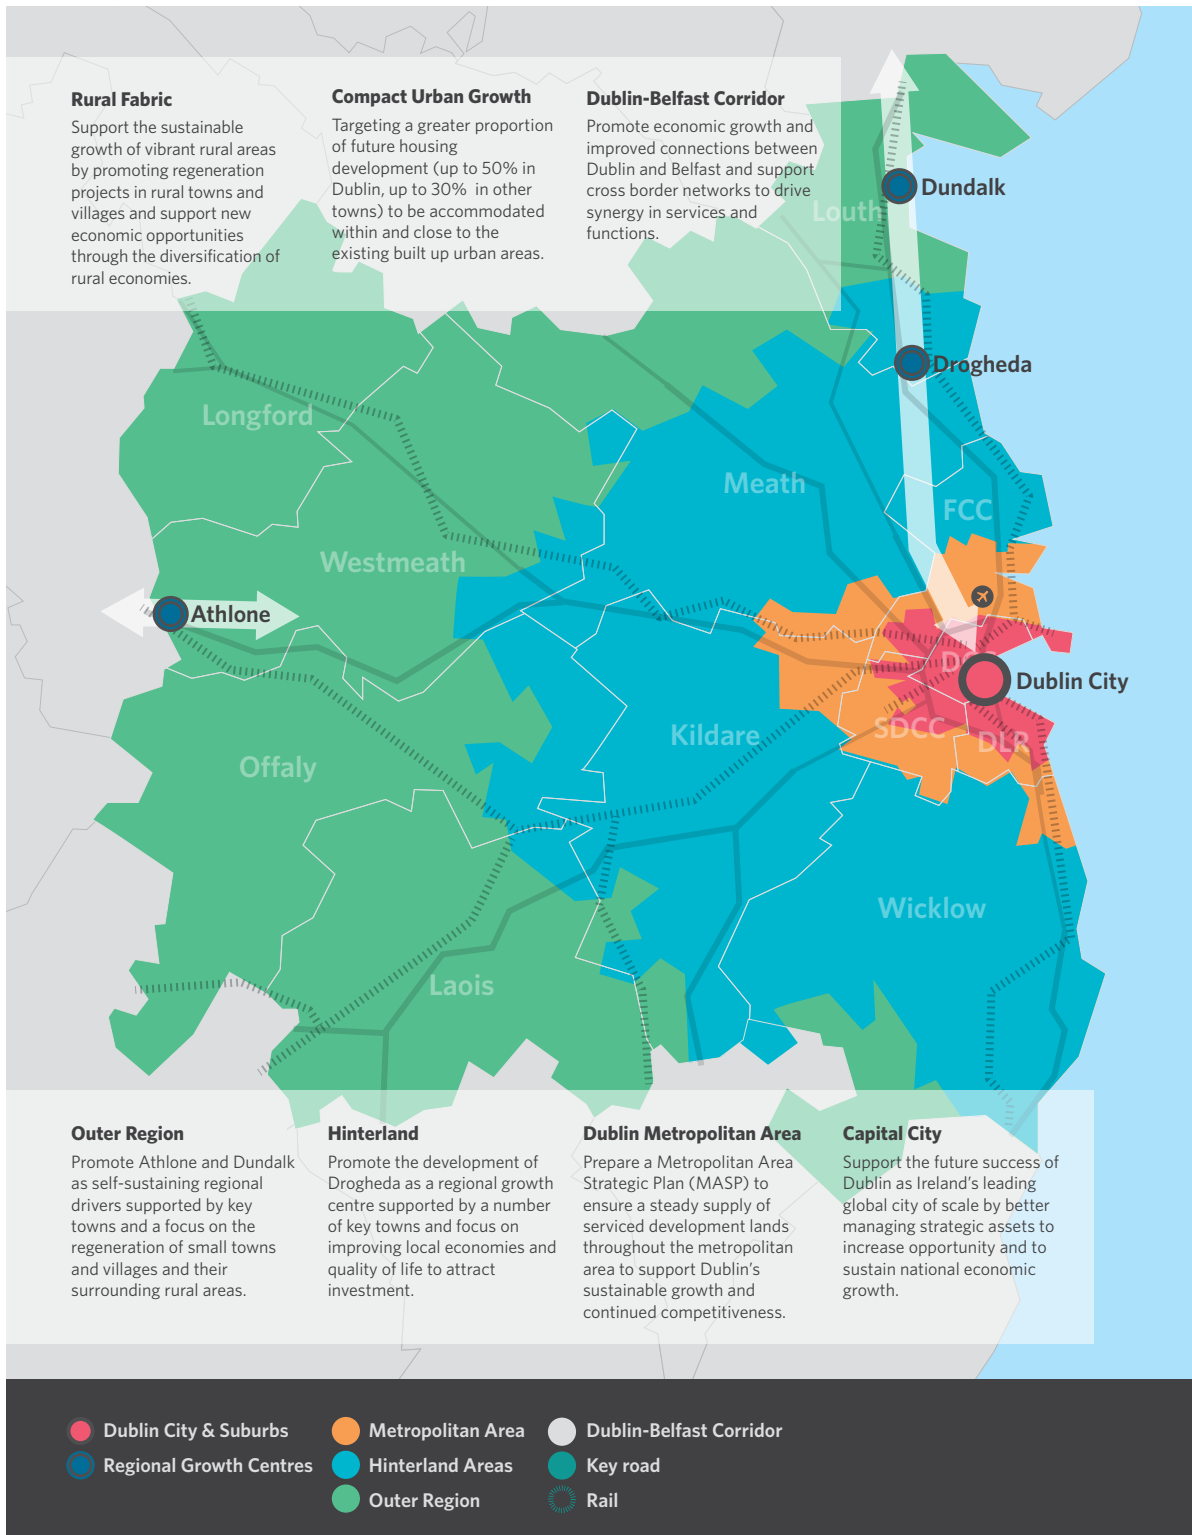 Rural Fabric
Support the sustainable
growth of vibrant rural areas
by promoting regeneration
projects in rural towns and
villages and support new
economic opportunities
through the diversification of
rural economies.
Compact Urban Growth
Targeting a greater proportion
of future housing
development (up to 50% in
Dublin, up to 30% in other
towns) to be accommodated
within and close to the
existing built up urban areas.
Dublin-Belfast Corridor
Promote economic growth and
improved connections between
Dublin and Belfast and support
cross border networks to drive
synergy in services and
functions.
Dundalk
Louth
Drogheda
Longford
Meath
FCC
Westmeath
Athlone
Dublin City
SDCC
Kildare
DLR
Offaly
Wicklow
Laois
Outer Region
Promote Athlone and Dundalk
as self-sustaining regional
drivers supported by key
towns and a focus on the
regeneration of small towns
and villages and their
surrounding rural areas.
Hinterland
Promote the development of
Drogheda as a regional growth
centre supported by a number
of key towns and focus on
improving local economies and
quality of life to attract
investment.
Dublin Metropolitan Area
Prepare a Metropolitan Area
Strategic Plan (MASP) to
ensure a steady supply of
serviced development lands
throughout the metropolitan
area to support Dublin's
sustainable growth and
continued competitiveness.
Capital City
Support the future success of
Dublin as Ireland's leading
global city of scale by better
managing strategic assets to
increase opportunity and to
sustain national economic
growth.
Dublin City & Suburbs
Regional Growth Centres
Metropolitan Area
Hinterland Areas
Outer Region
Dublin-Belfast Corridor
Key road
Rail